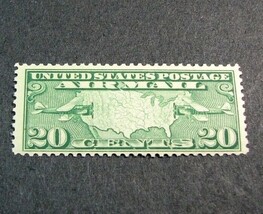 UNITED STATES POSTAGE
AIR MAIL
20 CENTS 20